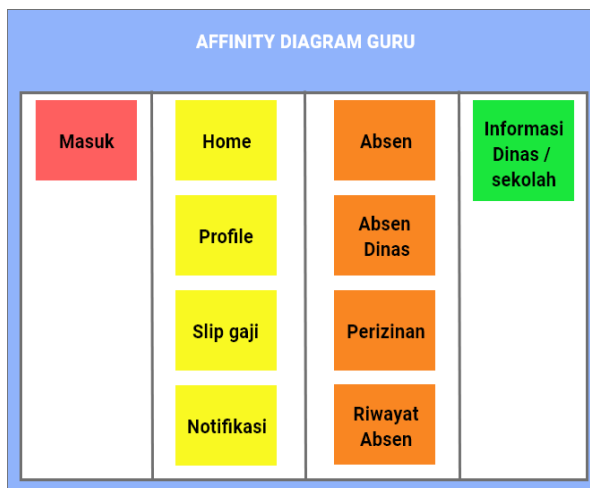 AFFINITY DIAGRAM GURU
Masuk
Home
Profile
Slip gaji
Notifikasi
Absen
Absen
Dinas
Perizinan
Riwayat
Absen
Informasi
Dinas /
sekolah